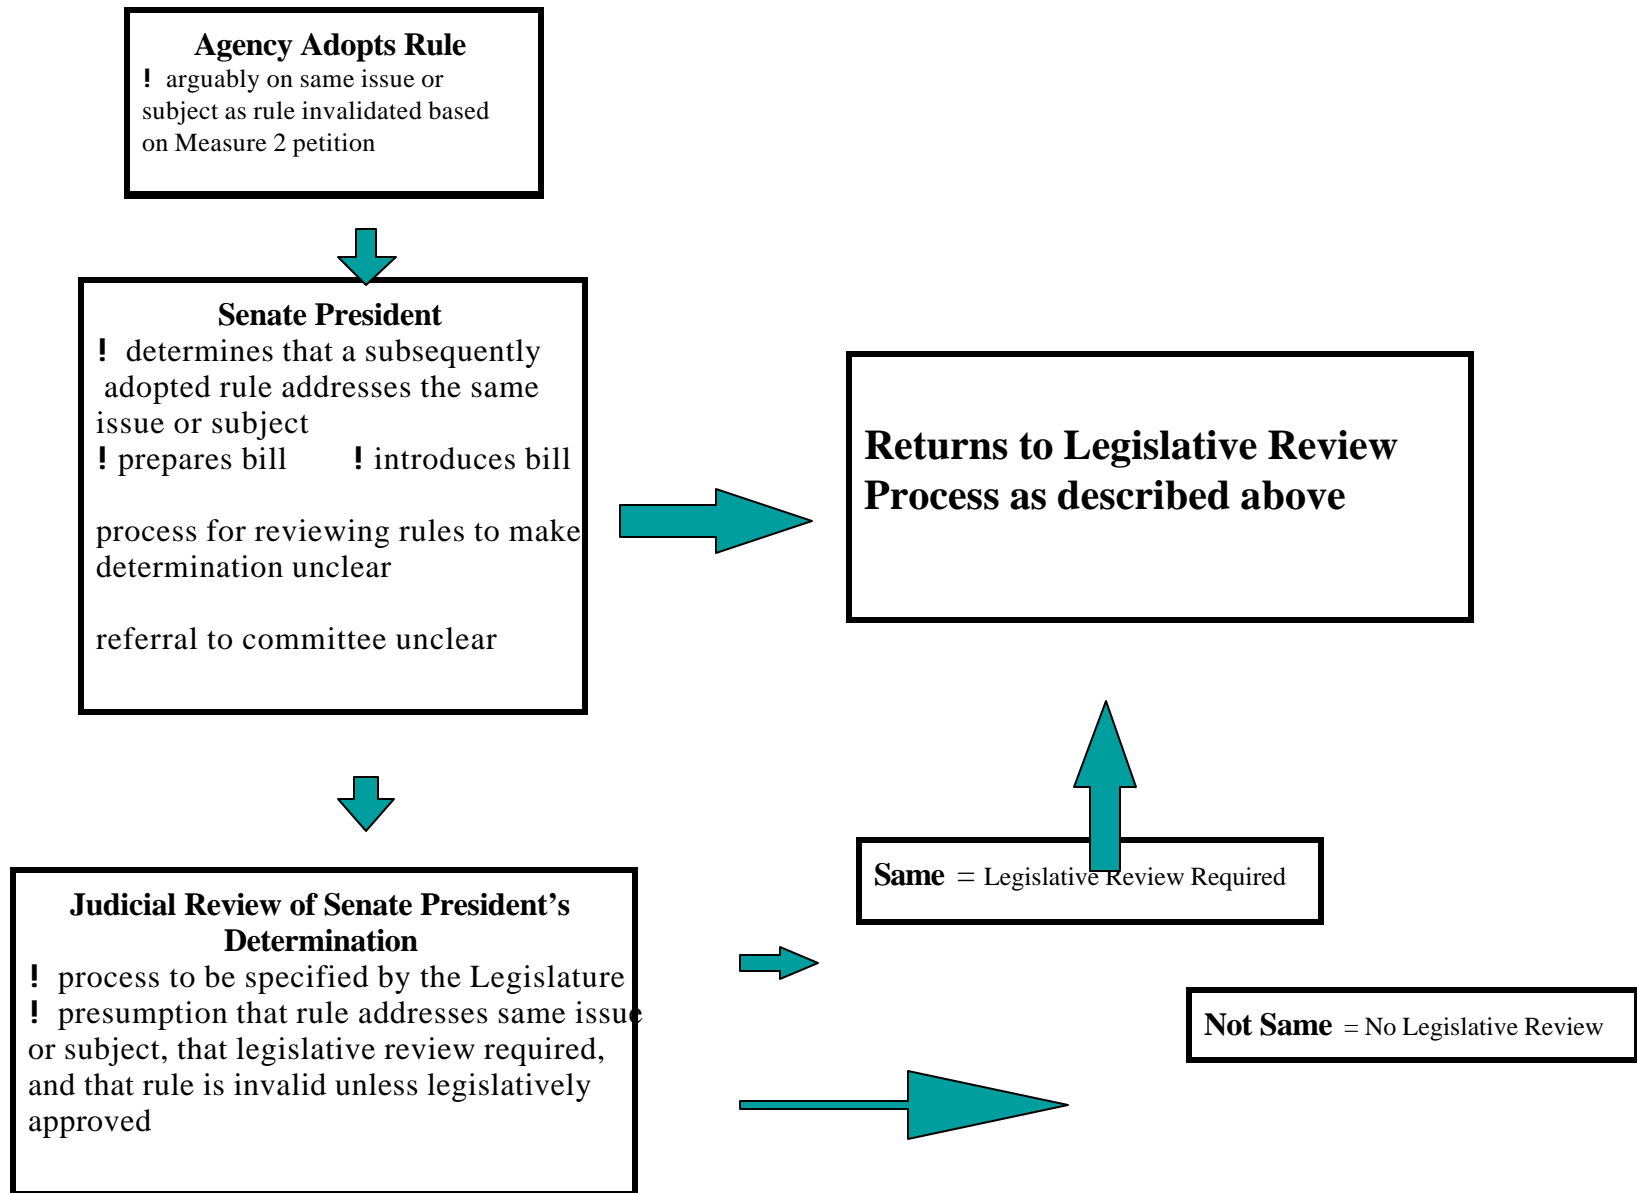 Agency Adopts Rule
! arguably on same issue or
subject as rule invalidated based
on Measure 2 petition
Senate President
! determines that a subsequently
adopted rule addresses the same
issue or subject
! prepares bill ! introduces bill
process for reviewing rules to make
determination unclear
referral to committee unclear
Returns to Legislative Review
Process as described above
Judicial Review of Senate President’s
Determination
! process to be specified by the Legislature
! presumption that rule addresses same issue
or subject, that legislative review required,
and that rule is invalid unless legislatively
approved
Same = Legislative Review Required
Not Same = No Legislative Review